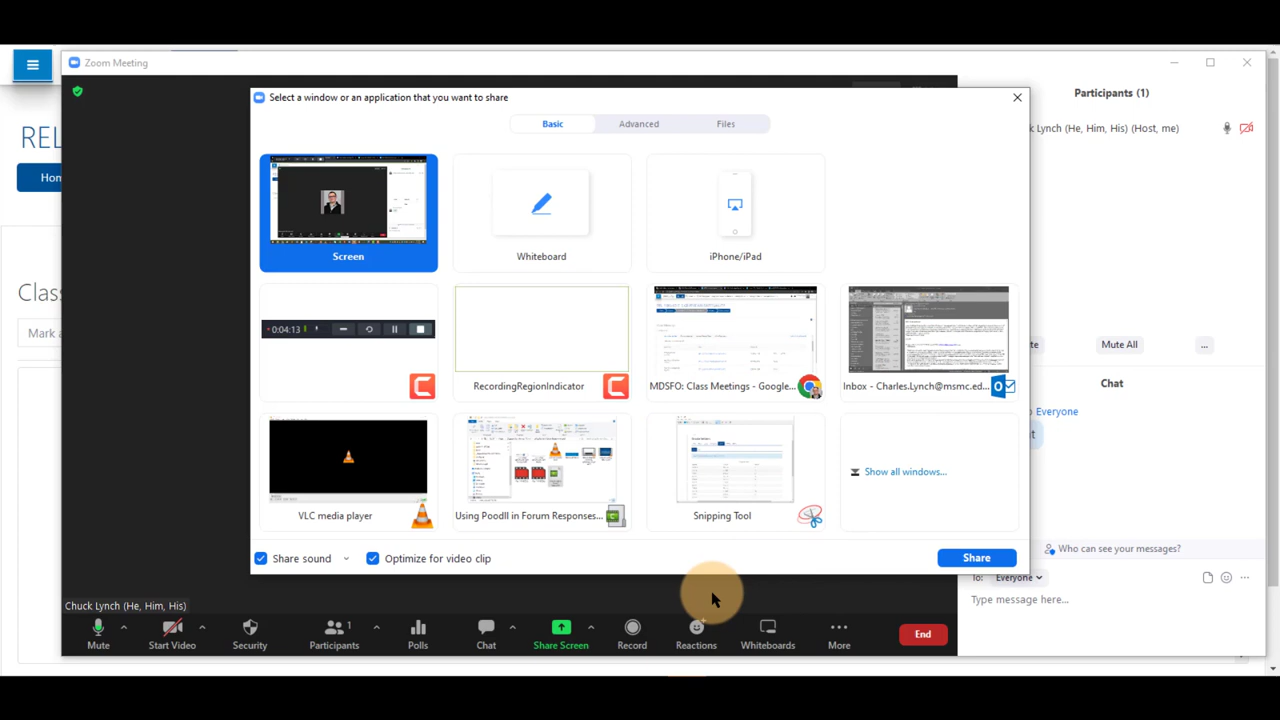 Zoom Meeting
REL
Hom
Class
Mark a
Select a window or an application that you want to share
Basic
Advanced
Files
Screen
Whiteboard
iPhone/iPad
0:04:13
RecordingRegionIndicator
MDSFO: Class Meetings - Google...
Inbox - Charles.Lynch@msmc.ed...
VLC media player
Using Poodll in Forum Responses...
Snipping Tool
Show all windows...
Share sound
Optimize for video clip
Share
Participants (1)
ck Lynch (He, Him, His) (Host, me)
te
Mute All
...
Chat
o Everyone
t
Who can see your messages?
To: Everyone
Type message here...
Chuck Lynch (He, Him, His)
Mute
Start Video
Security
1
Participants
Polls
Chat
Share Screen
Record
Reactions
Whiteboards
More
End